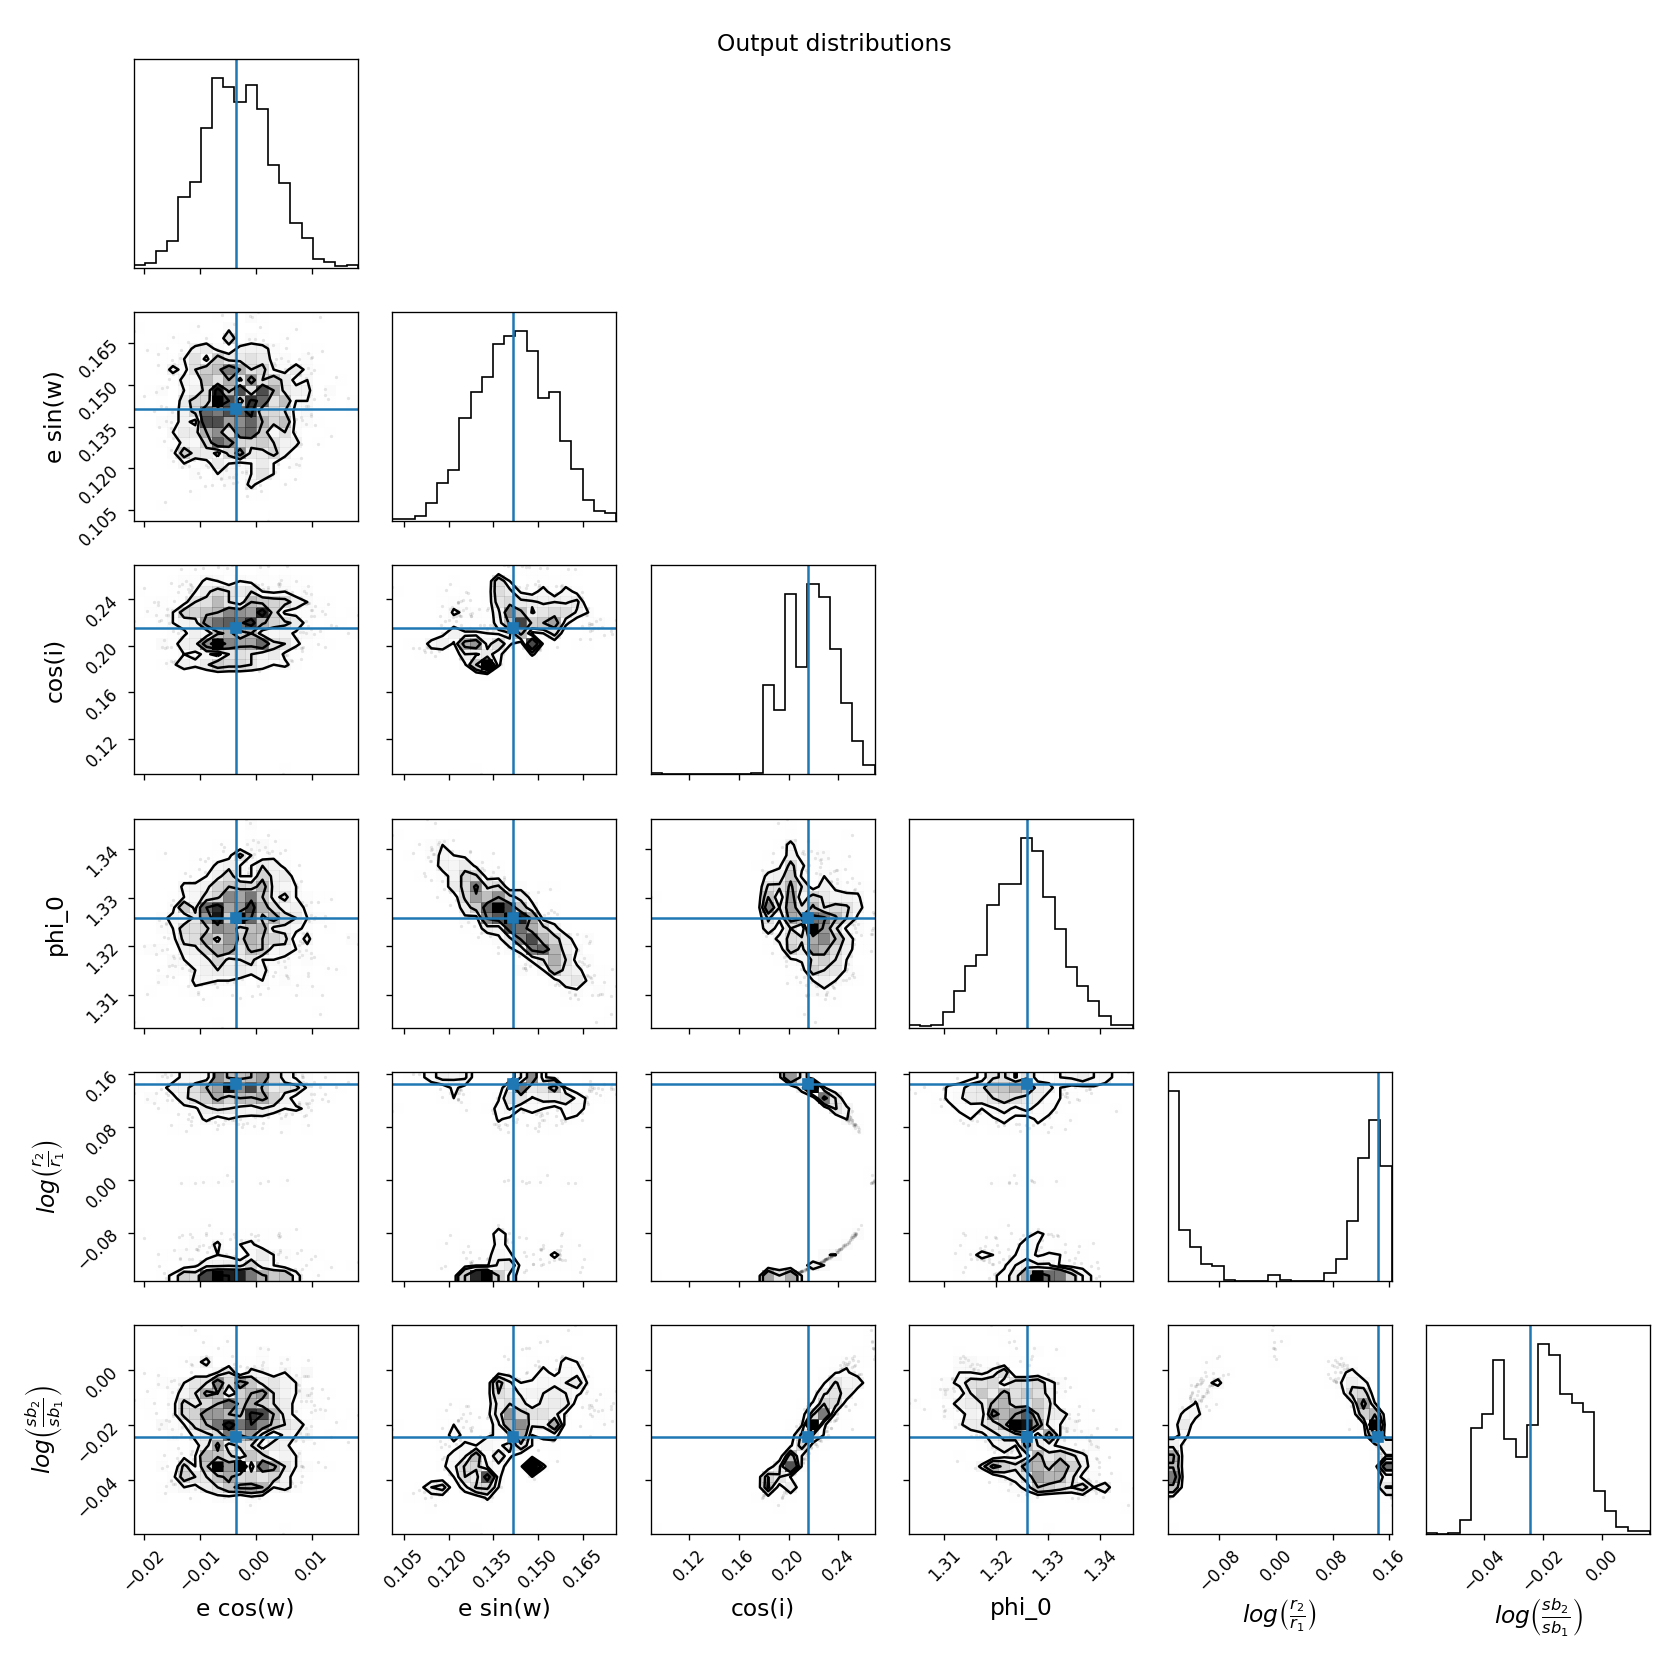 Output distributions
e sin(w)
0.165
0.150
0.135
0.120
0.105
cos(i)
0.24
0.20
0.16
0.12
phi_0
1.34
1.33
1.32
1.31
log(r₂/r₁)
0.16
0.08
0.00
−0.08
log(sb₂/sb₁)
0.00
−0.02
−0.04
−0.02 −0.01 0.00 0.01
0.105 0.120 0.135 0.150 0.165
0.12 0.16 0.20 0.24
1.31 1.32 1.33 1.34
−0.08 0.00 0.08 0.16
−0.04 −0.02 0.00
e cos(w)
e sin(w)
cos(i)
phi_0
log(r₂/r₁)
log(sb₂/sb₁)